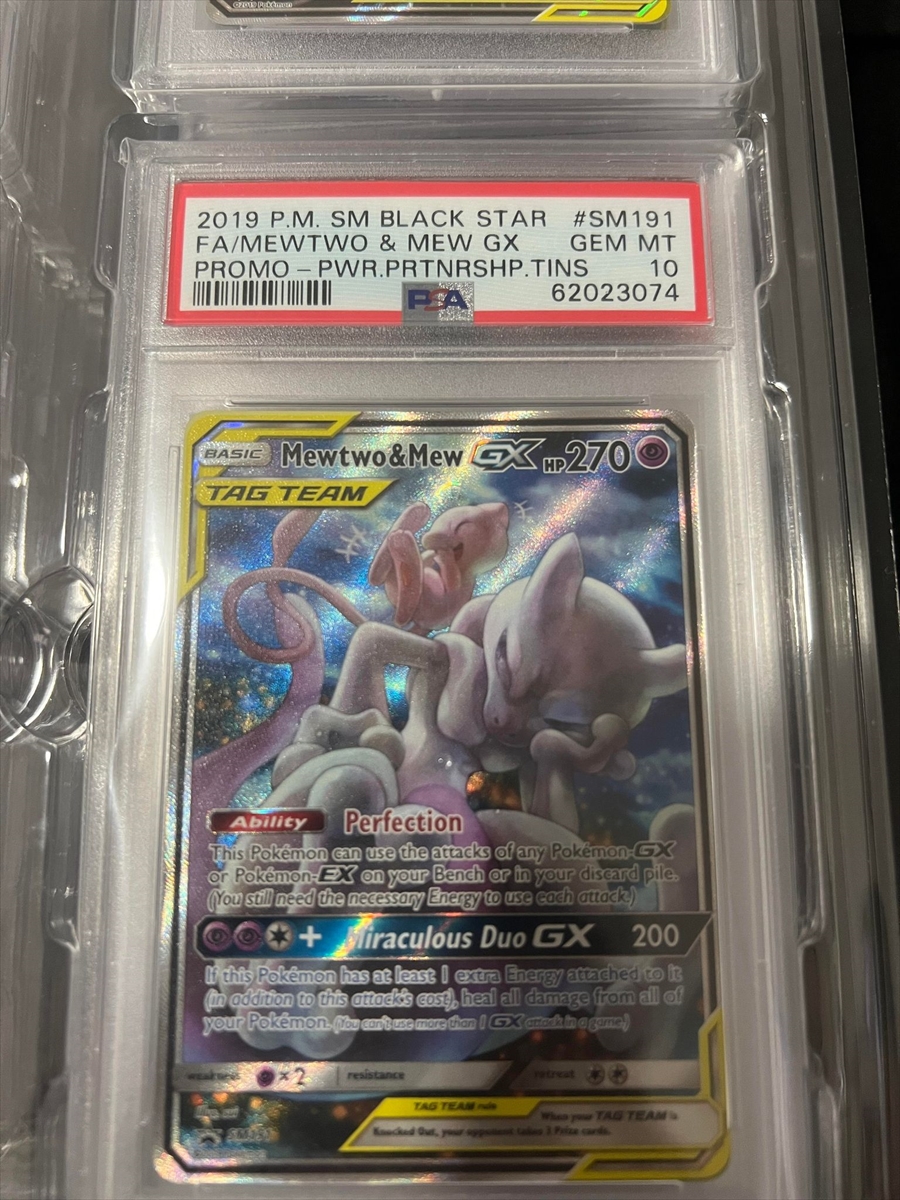 ©2019 Pokémon
2019 P.M. SM BLACK STAR #SM191
FA/MEWTWO & MEW GX GEM MT
PROMO - PWR.PRTNRSHP.TINS 10
62023074
PSA
BASIC Mewtwo&Mew GX HP270
TAG TEAM
Ability Perfection
This Pokémon can use the attacks of any Pokémon-GX
or Pokémon-EX on your Bench or in your discard pile.
(You still need the necessary Energy to use each attack.)
+ Miraculous Duo GX 200
If this Pokémon has at least 1 extra Energy attached to it
(in addition to this attack's cost), heal all damage from all of
your Pokémon. (You can't use more than 1 GX attack in a game.)
weakness ×2 resistance retreat
TAG TEAM rule When your TAG TEAM is
Knocked Out, your opponent takes 3 Prize cards.